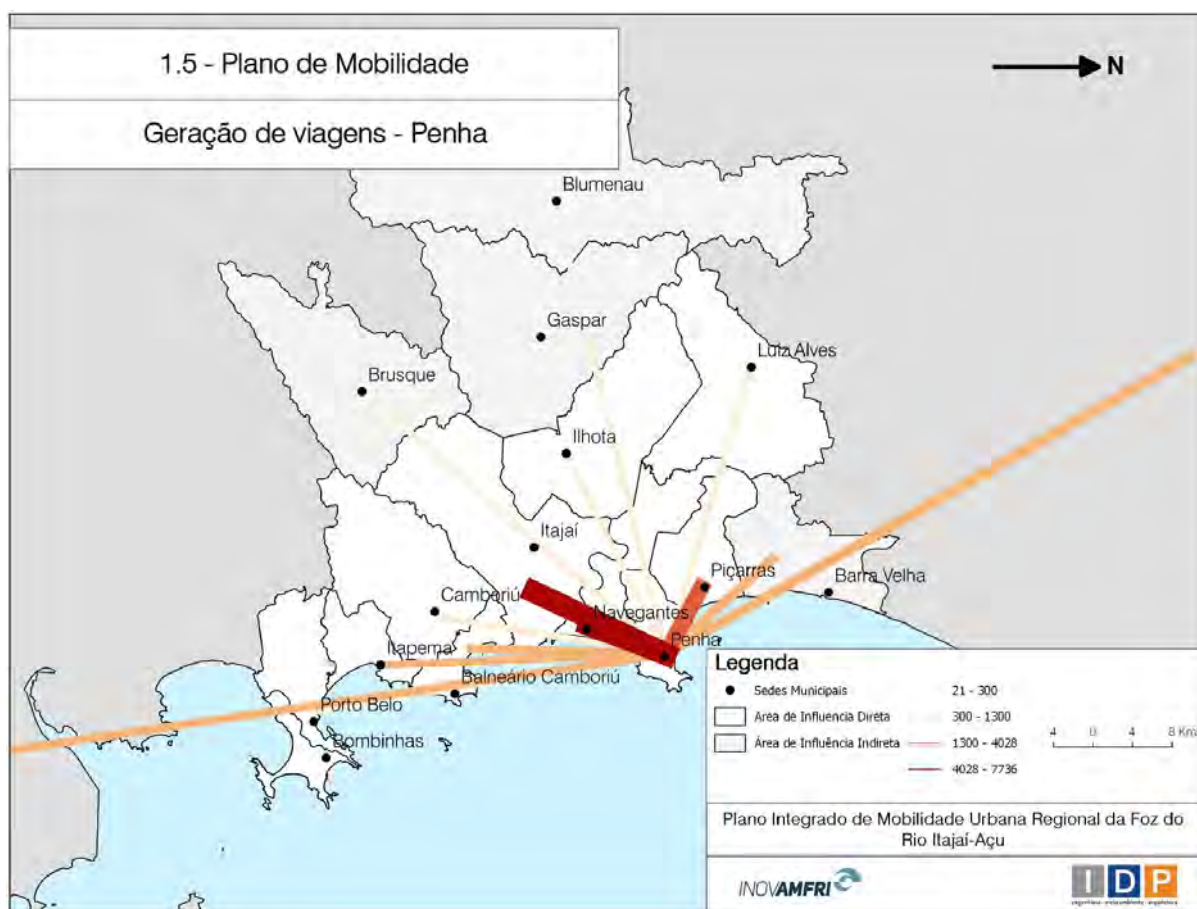 1.5 - Plano de Mobilidade
Geração de viagens - Penha
N
Blumenau
Gaspar
Luiz Alves
Brusque
Ilhota
Itajaí
Piçarras
Barra Velha
Camboriú
Navegantes
Penha
Itapema
Balneário Camboriú
Porto Belo
Bombinhas
Legenda
Sedes Municipais
Área de Influencia Direta
Área de Influência Indireta
21 - 300
300 - 1300
1300 - 4028
4028 - 7736
4 0 4 8 Km
Plano Integrado de Mobilidade Urbana Regional da Foz do
Rio Itajaí-Açu
INOVAMFRI
IDP